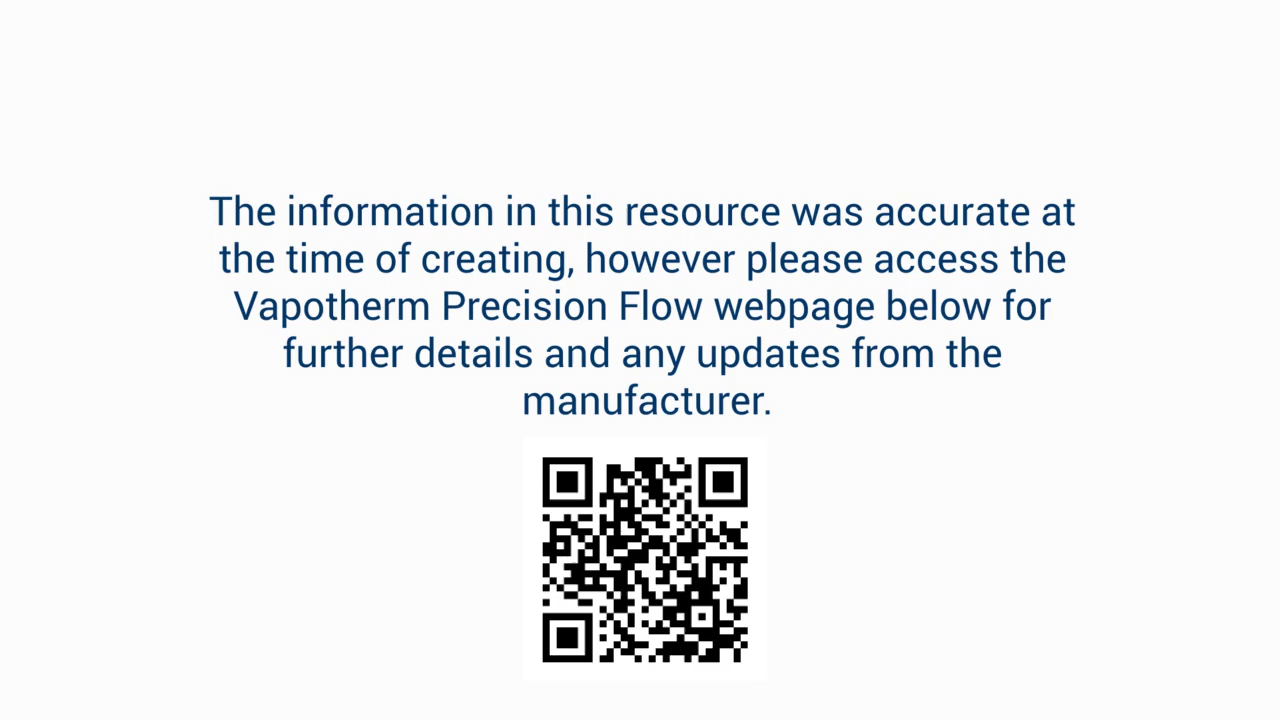 The information in this resource was accurate at
the time of creating, however please access the
Vapotherm Precision Flow webpage below for
further details and any updates from the
manufacturer.